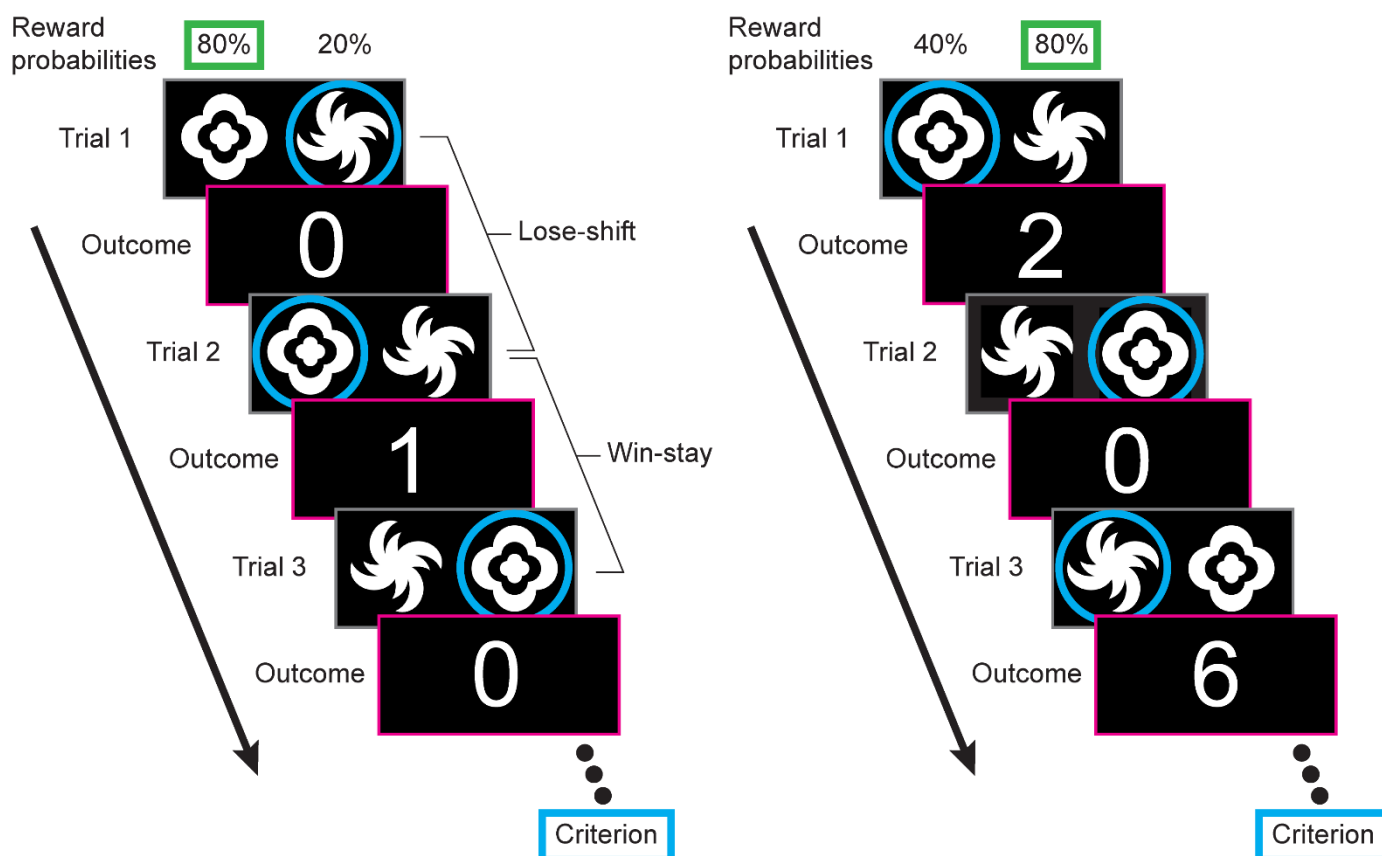 Reward
probabilities
80%
20%
Trial 1
Outcome
0
Lose-shift
Trial 2
Outcome
1
Win-stay
Trial 3
Outcome
0
Criterion
Reward
probabilities
40%
80%
Trial 1
Outcome
2
Trial 2
Outcome
0
Trial 3
Outcome
6
Criterion